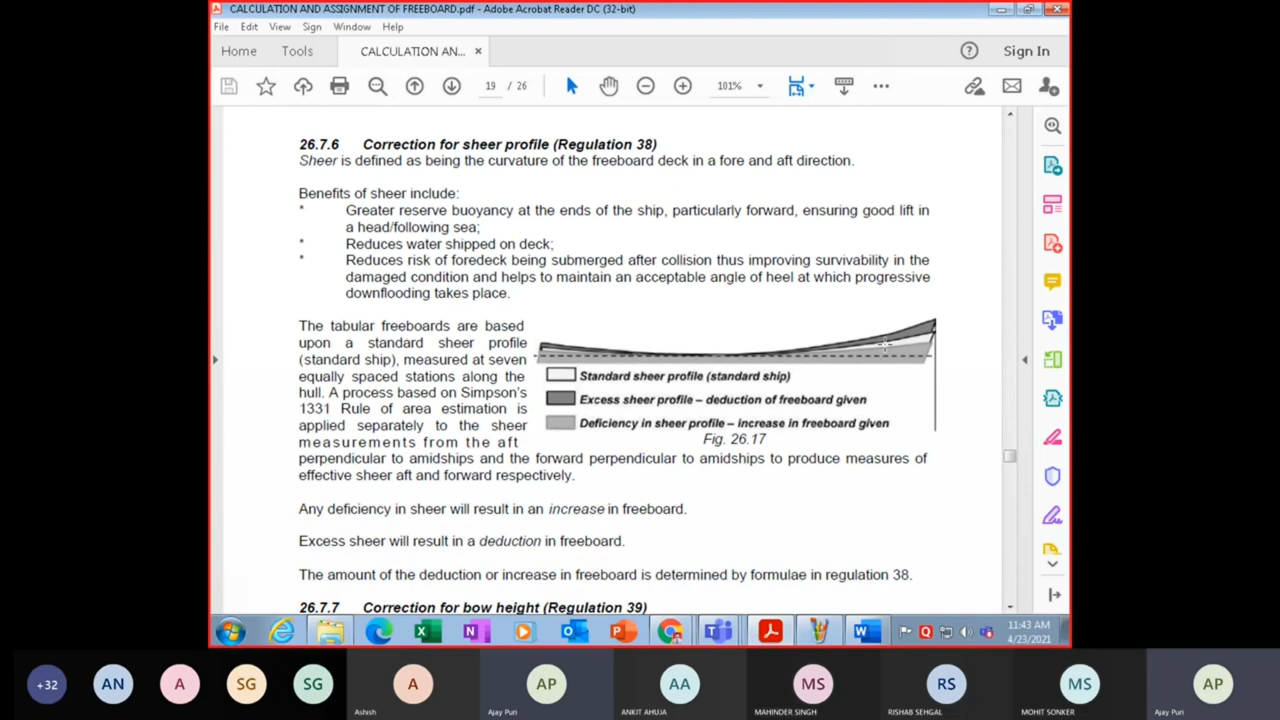 CALCULATION AND ASSIGNMENT OF FREEBOARD.pdf - Adobe Acrobat Reader DC (32-bit)
File Edit View Sign Window Help
Home Tools CALCULATION AN... × Sign In
19 / 26 101%
26.7.6 Correction for sheer profile (Regulation 38)
Sheer is defined as being the curvature of the freeboard deck in a fore and aft direction.
Benefits of sheer include:
* Greater reserve buoyancy at the ends of the ship, particularly forward, ensuring good lift in
a head/following sea;
* Reduces water shipped on deck;
* Reduces risk of foredeck being submerged after collision thus improving survivability in the
damaged condition and helps to maintain an acceptable angle of heel at which progressive
downflooding takes place.
The tabular freeboards are based
upon a standard sheer profile
(standard ship), measured at seven
equally spaced stations along the
hull. A process based on Simpson's
1331 Rule of area estimation is
applied separately to the sheer
measurements from the aft
Standard sheer profile (standard ship)
Excess sheer profile – deduction of freeboard given
Deficiency in sheer profile – increase in freeboard given
Fig. 26.17
perpendicular to amidships and the forward perpendicular to amidships to produce measures of
effective sheer aft and forward respectively.
Any deficiency in sheer will result in an increase in freeboard.
Excess sheer will result in a deduction in freeboard.
The amount of the deduction or increase in freeboard is determined by formulae in regulation 38.
26.7.7 Correction for bow height (Regulation 39)
11:43 AM
4/23/2021
+32 AN A SG SG A AP AA MS RS MS AP
Ashish Ajay Puri ANKIT AHUJA MAHINDER SINGH RISHAB SEHGAL MOHIT SONKER Ajay Puri